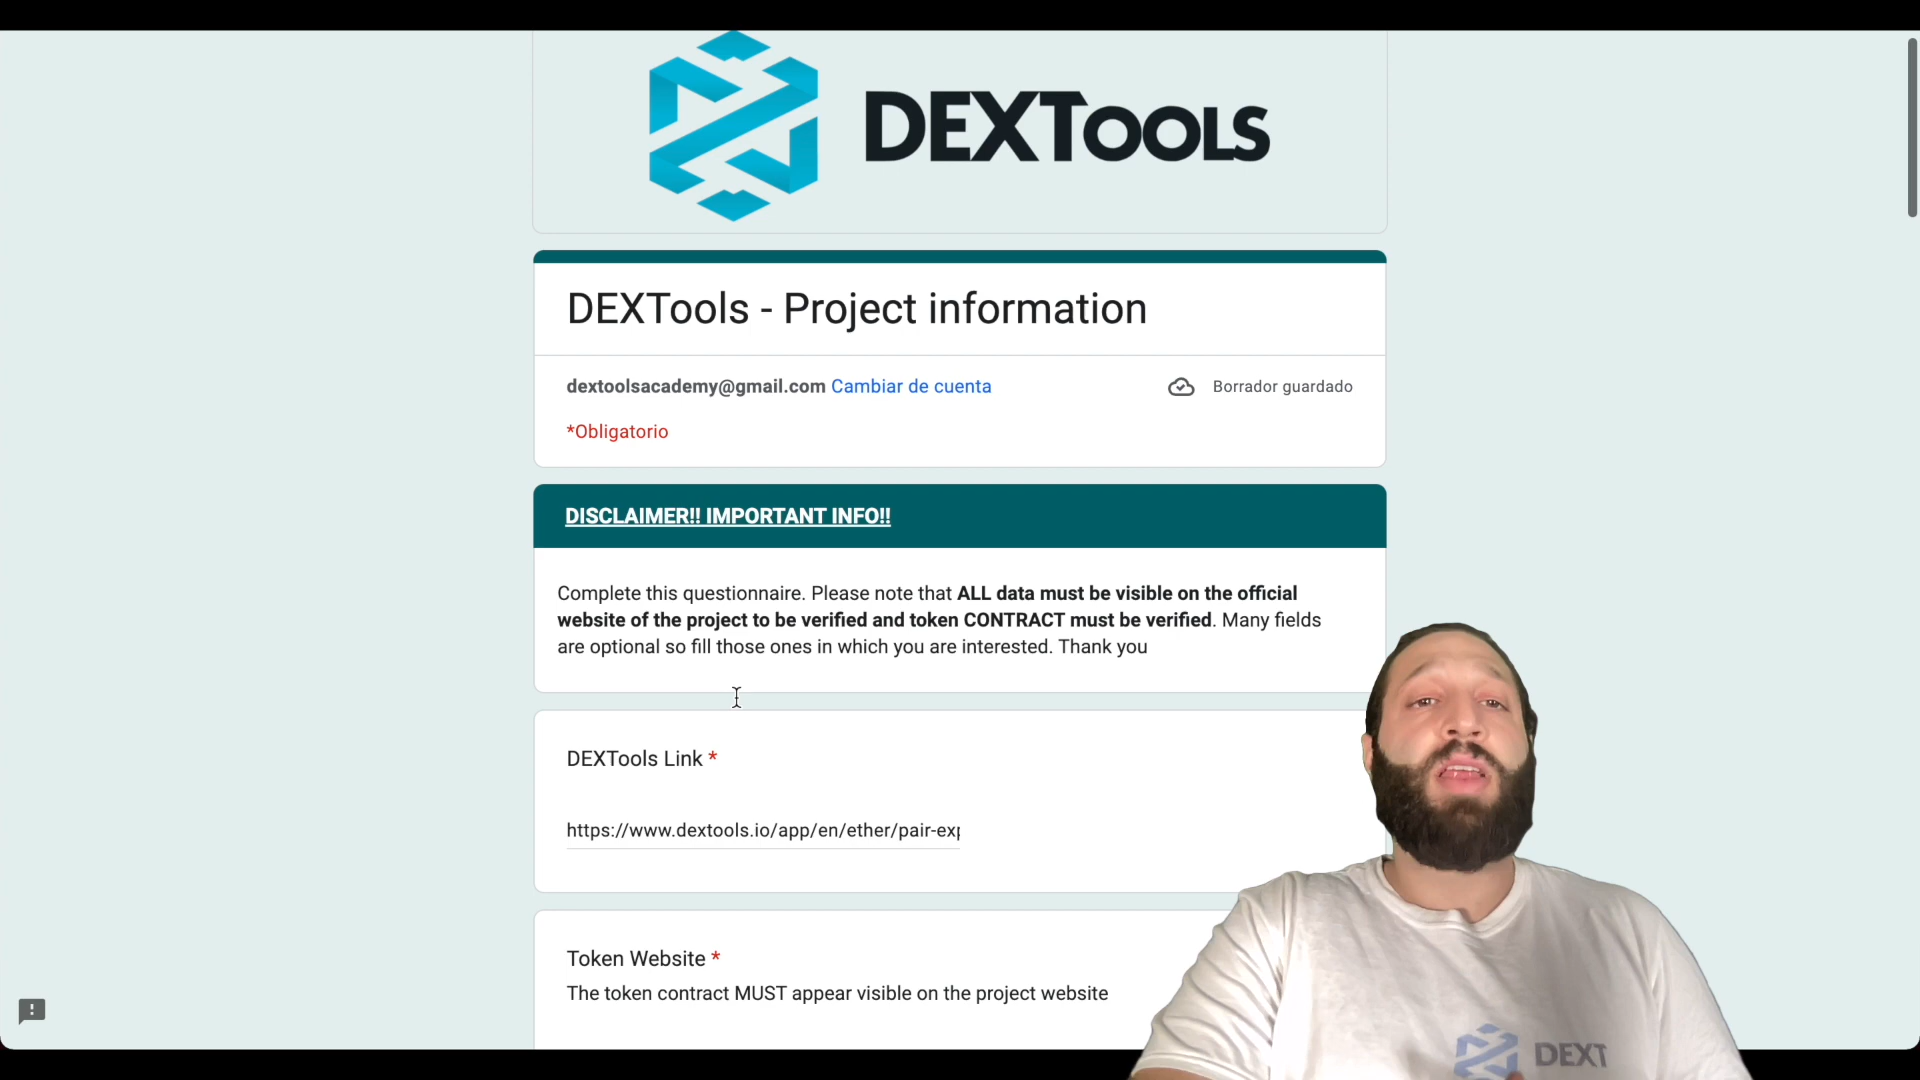 DEXTools
DEXTools - Project information
dextoolsacademy@gmail.com Cambiar de cuenta
Borrador guardado
*Obligatorio
DISCLAIMER!! IMPORTANT INFO!!
Complete this questionnaire. Please note that ALL data must be visible on the official
website of the project to be verified and token CONTRACT must be verified. Many fields
are optional so fill those ones in which you are interested. Thank you
DEXTools Link *
https://www.dextools.io/app/en/ether/pair-exp
Token Website *
The token contract MUST appear visible on the project website
DEXT